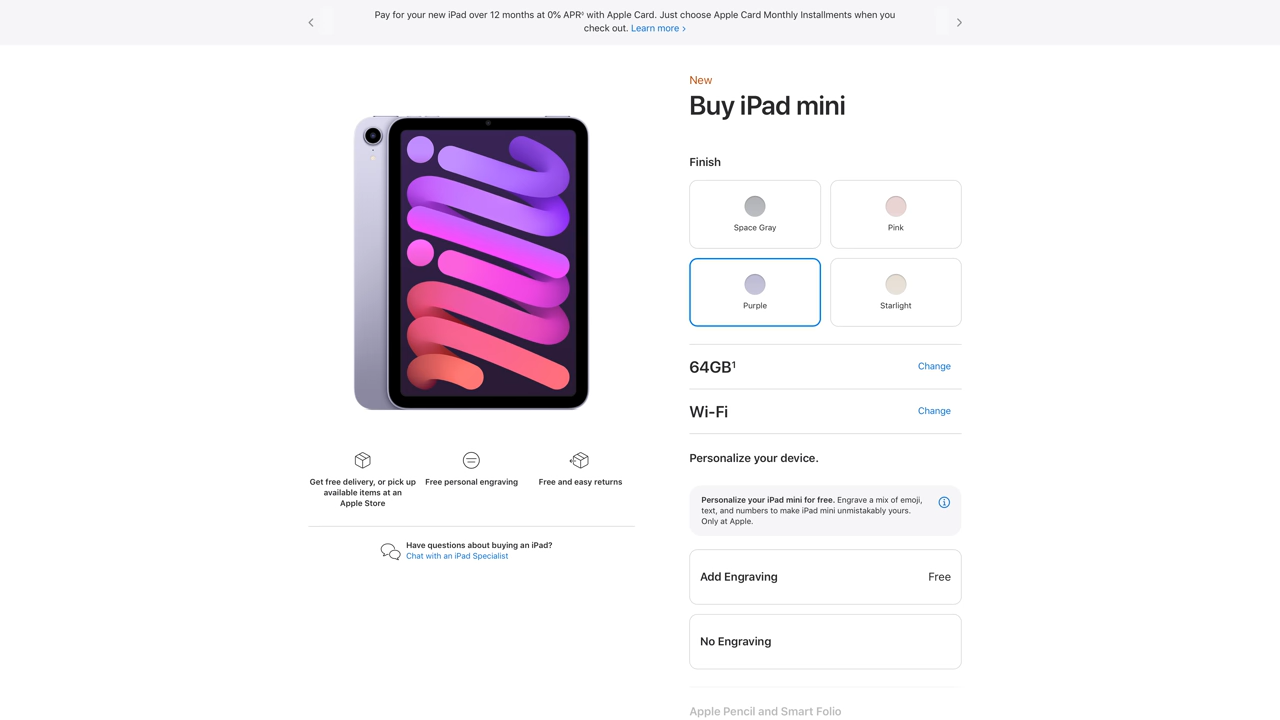 Pay for your new iPad over 12 months at 0% APR◊ with Apple Card. Just choose Apple Card Monthly Installments when you
check out. Learn more ›
New
Buy iPad mini
Finish
Space Gray
Pink
Purple
Starlight
64GB¹
Change
Wi-Fi
Change
Personalize your device.
Personalize your iPad mini for free. Engrave a mix of emoji,
text, and numbers to make iPad mini unmistakably yours.
Only at Apple.
Add Engraving
Free
No Engraving
Apple Pencil and Smart Folio
Get free delivery, or pick up
available items at an
Apple Store
Free personal engraving
Free and easy returns
Have questions about buying an iPad?
Chat with an iPad Specialist